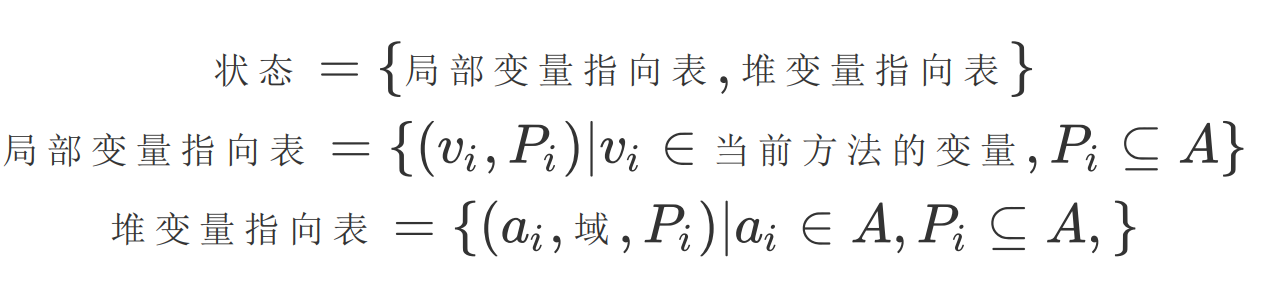 状态 = {局部变量指向表, 堆变量指向表}
局部变量指向表 = {(vᵢ, Pᵢ)|vᵢ ∈ 当前方法的变量, Pᵢ ⊆ A}
堆变量指向表 = {(aᵢ, 域, Pᵢ)|aᵢ ∈ A, Pᵢ ⊆ A, }